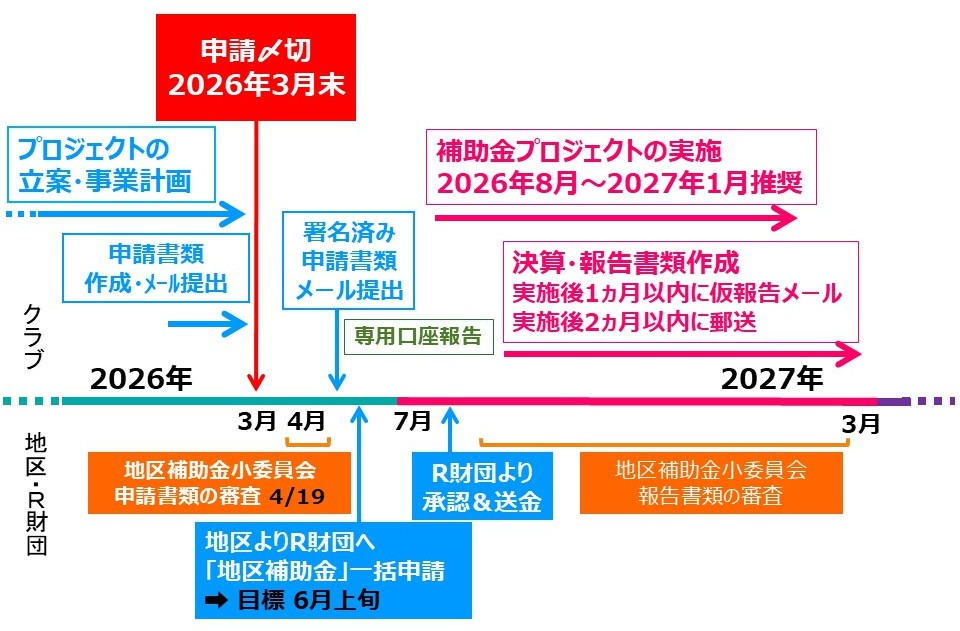 申請〆切
2026年3月末
プロジェクトの
立案・事業計画
補助金プロジェクトの実施
2026年8月～2027年1月推奨
申請書類
作成・ﾒｰﾙ提出
署名済み
申請書類
メール提出
決算・報告書類作成
実施後1ヵ月以内に仮報告メール
実施後2ヵ月以内に郵送
専用口座報告
クラブ
2026年
2027年
3月
4月
7月
3月
地区・R財団
地区補助金小委員会
申請書類の審査 4/19
R財団より
承認＆送金
地区補助金小委員会
報告書類の審査
地区よりR財団へ
「地区補助金」一括申請
➡ 目標 6月上旬